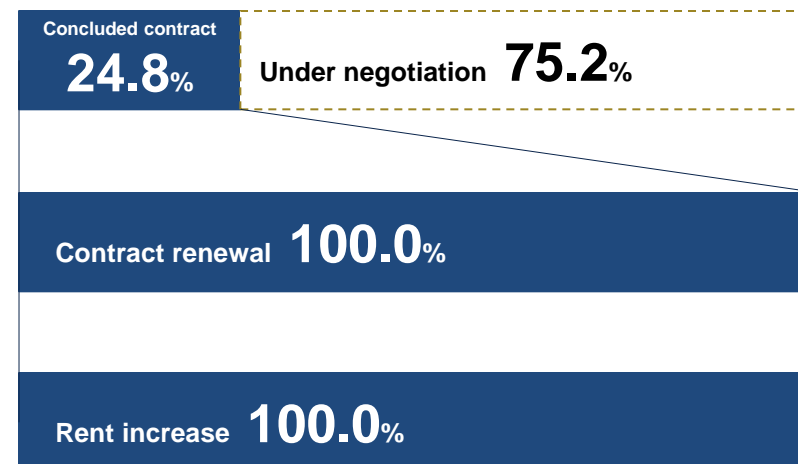 Concluded contract
24.8%
Under negotiation 75.2%
Contract renewal 100.0%
Rent increase 100.0%